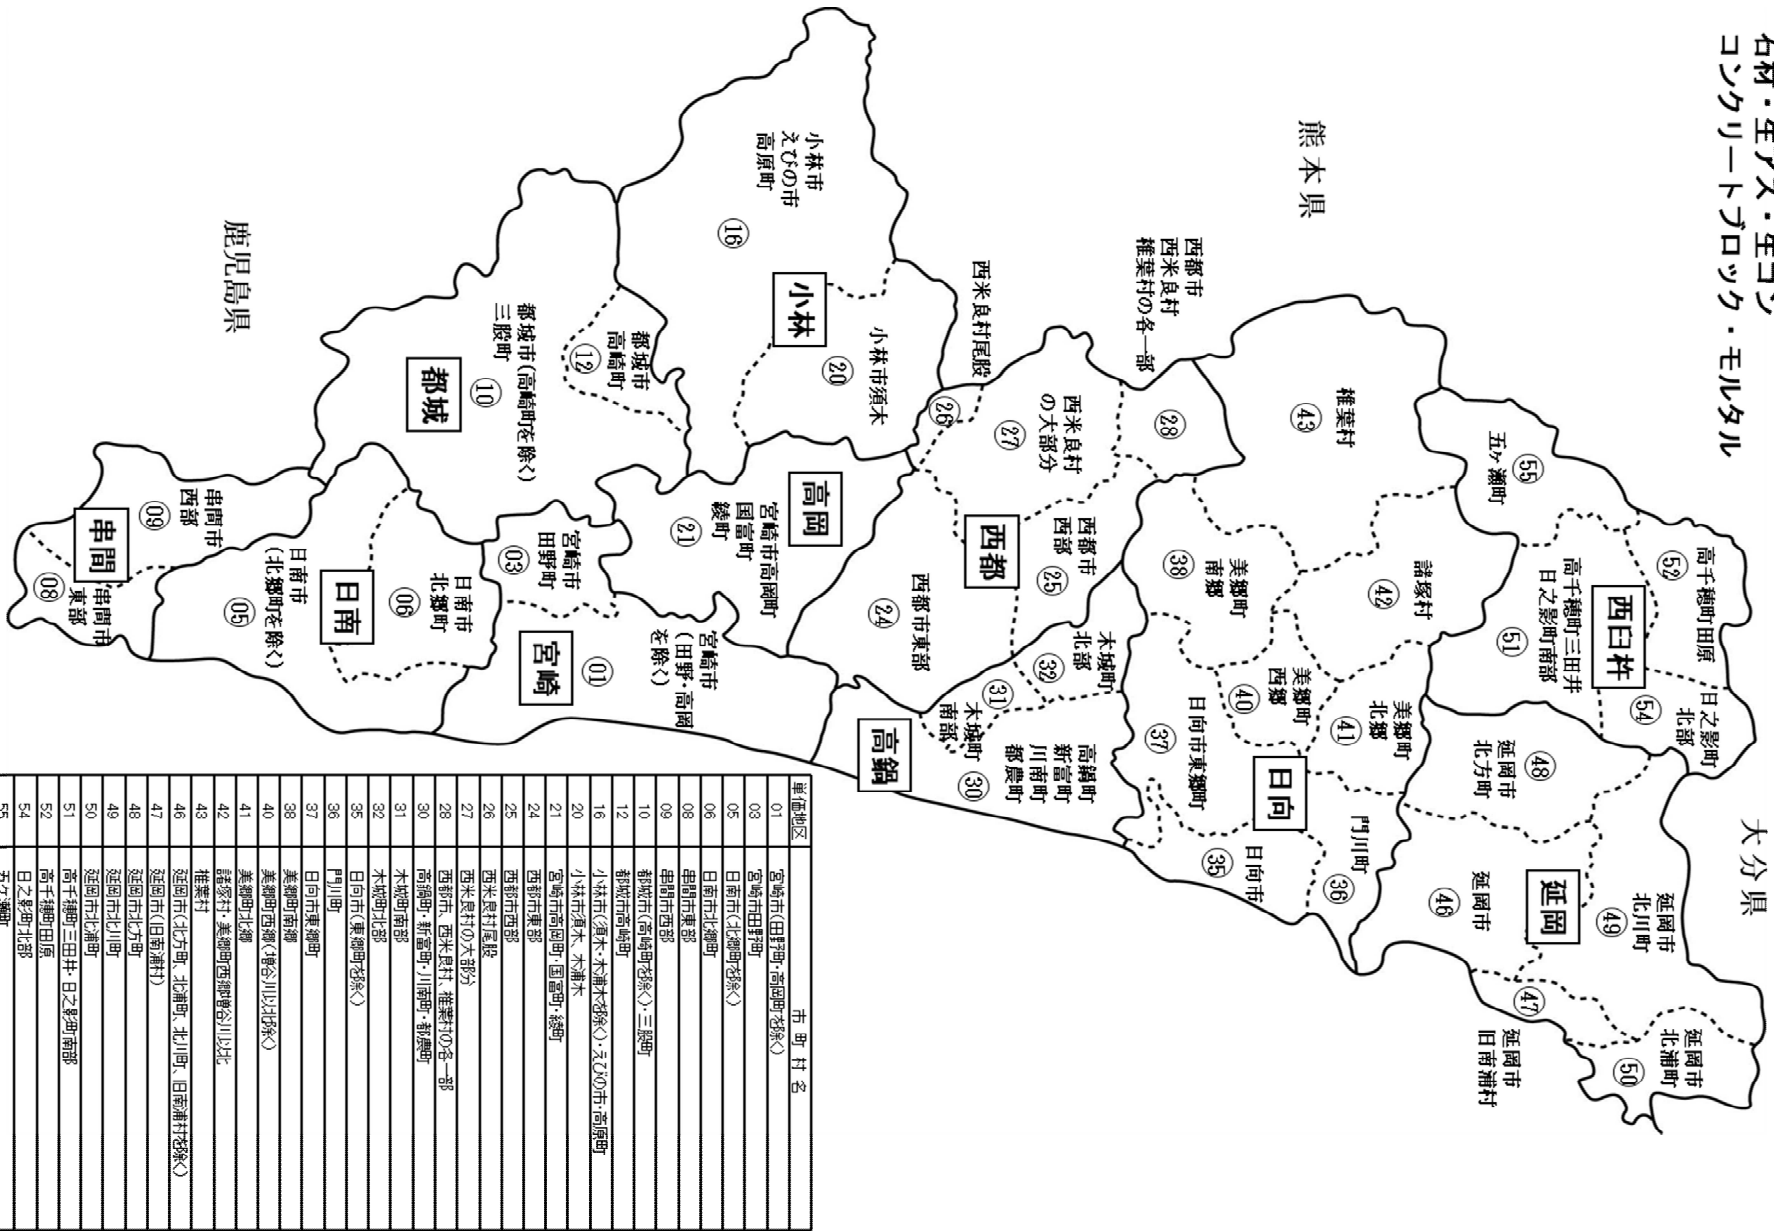 石材・生アス・生コン
コンクリートブロック・モルタル
大分県
熊本県
鹿児島県
高千穂町田原
52
日之影町
北部
54
西臼杵
高千穂町三田井
日之影町南部
51
五ヶ瀬町
55
延岡市
北川町
49
延岡市
北浦町
50
延岡
延岡市
北方町
48
延岡市
46
47
延岡市
旧南浦村
椎葉村
43
諸塚村
42
美郷町
北郷
41
美郷町
西郷
40
美郷町
南郷
38
日向
門川町
36
日向市東郷町
37
日向市
35
西都市
西米良村
椎葉村の各一部
28
西米良村
の大部分
27
西米良村尾股
26
西都
西都市
西部
25
西都市東部
24
木城町
北部
32
木城町
南部
31
高鍋町
新富町
川南町
都農町
30
高鍋
小林市
えびの市
高原町
16
小林
小林市須木
20
高岡
宮崎市高岡町
国富町
綾町
21
都城市
高崎町
12
都城市(高崎町を除く)
三股町
10
都城
宮崎市
田野町
03
宮崎市
(田野・高岡
を除く)
01
宮崎
日南市
北郷町
06
日南
日南市
(北郷町を除く)
05
串間市
西部
09
串間
串間市
東部
08
単価地区 市町村名
01 宮崎市(田野町・高岡町を除く)
03 宮崎市田野町
05 日南市(北郷町を除く)
06 日南市北郷町
08 串間市東部
09 串間市西部
10 都城市(高崎町を除く)・三股町
12 都城市高崎町
16 小林市(須木・木浦木を除く)・えびの市・高原町
20 小林市須木、木浦木
21 宮崎市高岡町・国富町・綾町
24 西都市東部
25 西都市西部
26 西米良村尾股
27 西米良村の大部分
28 西都市、西米良村、椎葉村の各一部
30 高鍋町・新富町・川南町・都農町
31 木城町南部
32 木城町北部
35 日向市(東郷町を除く)
36 門川町
37 日向市東郷町
38 美郷町南郷
40 美郷町西郷(増谷川以北除く)
41 美郷町北郷
42 諸塚村・美郷町西郷増谷川以北
43 椎葉村
46 延岡市(北方町、北浦町、北川町、旧南浦村を除く)
47 延岡市(旧南浦村)
48 延岡市北方町
49 延岡市北川町
50 延岡市北浦町
51 高千穂町三田井・日之影町南部
52 高千穂町田原
54 日之影町北部
55 五ヶ瀬町